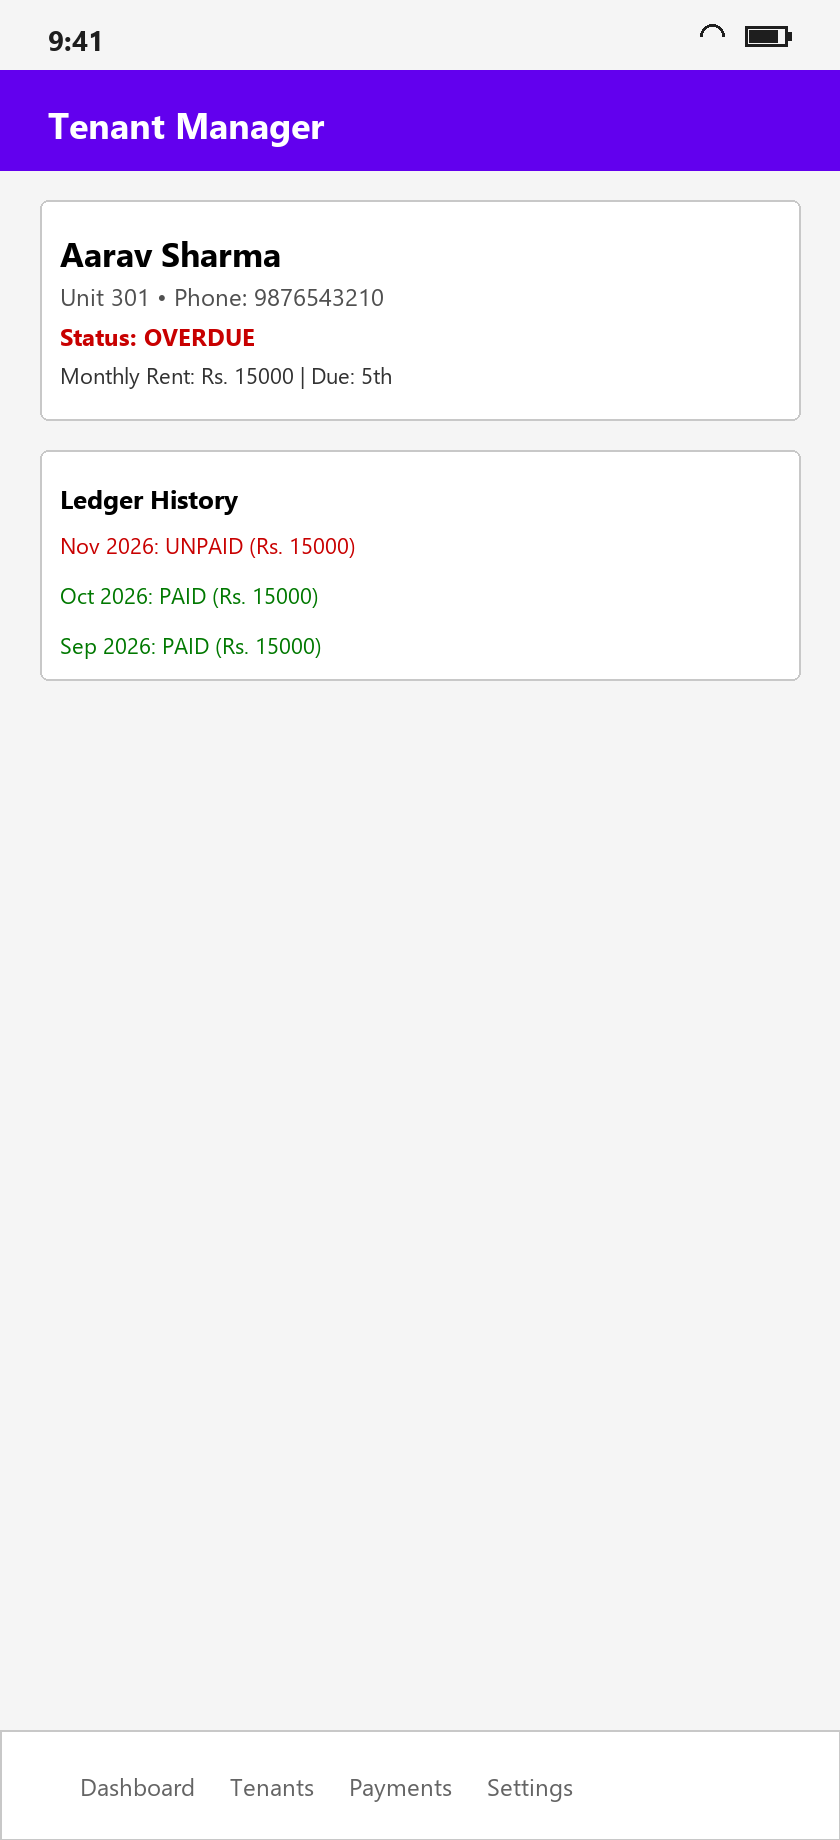 9:41
Tenant Manager
Aarav Sharma
Unit 301 • Phone: 9876543210
Status: OVERDUE
Monthly Rent: Rs. 15000 | Due: 5th
Ledger History
Nov 2026: UNPAID (Rs. 15000)
Oct 2026: PAID (Rs. 15000)
Sep 2026: PAID (Rs. 15000)
Dashboard Tenants Payments Settings